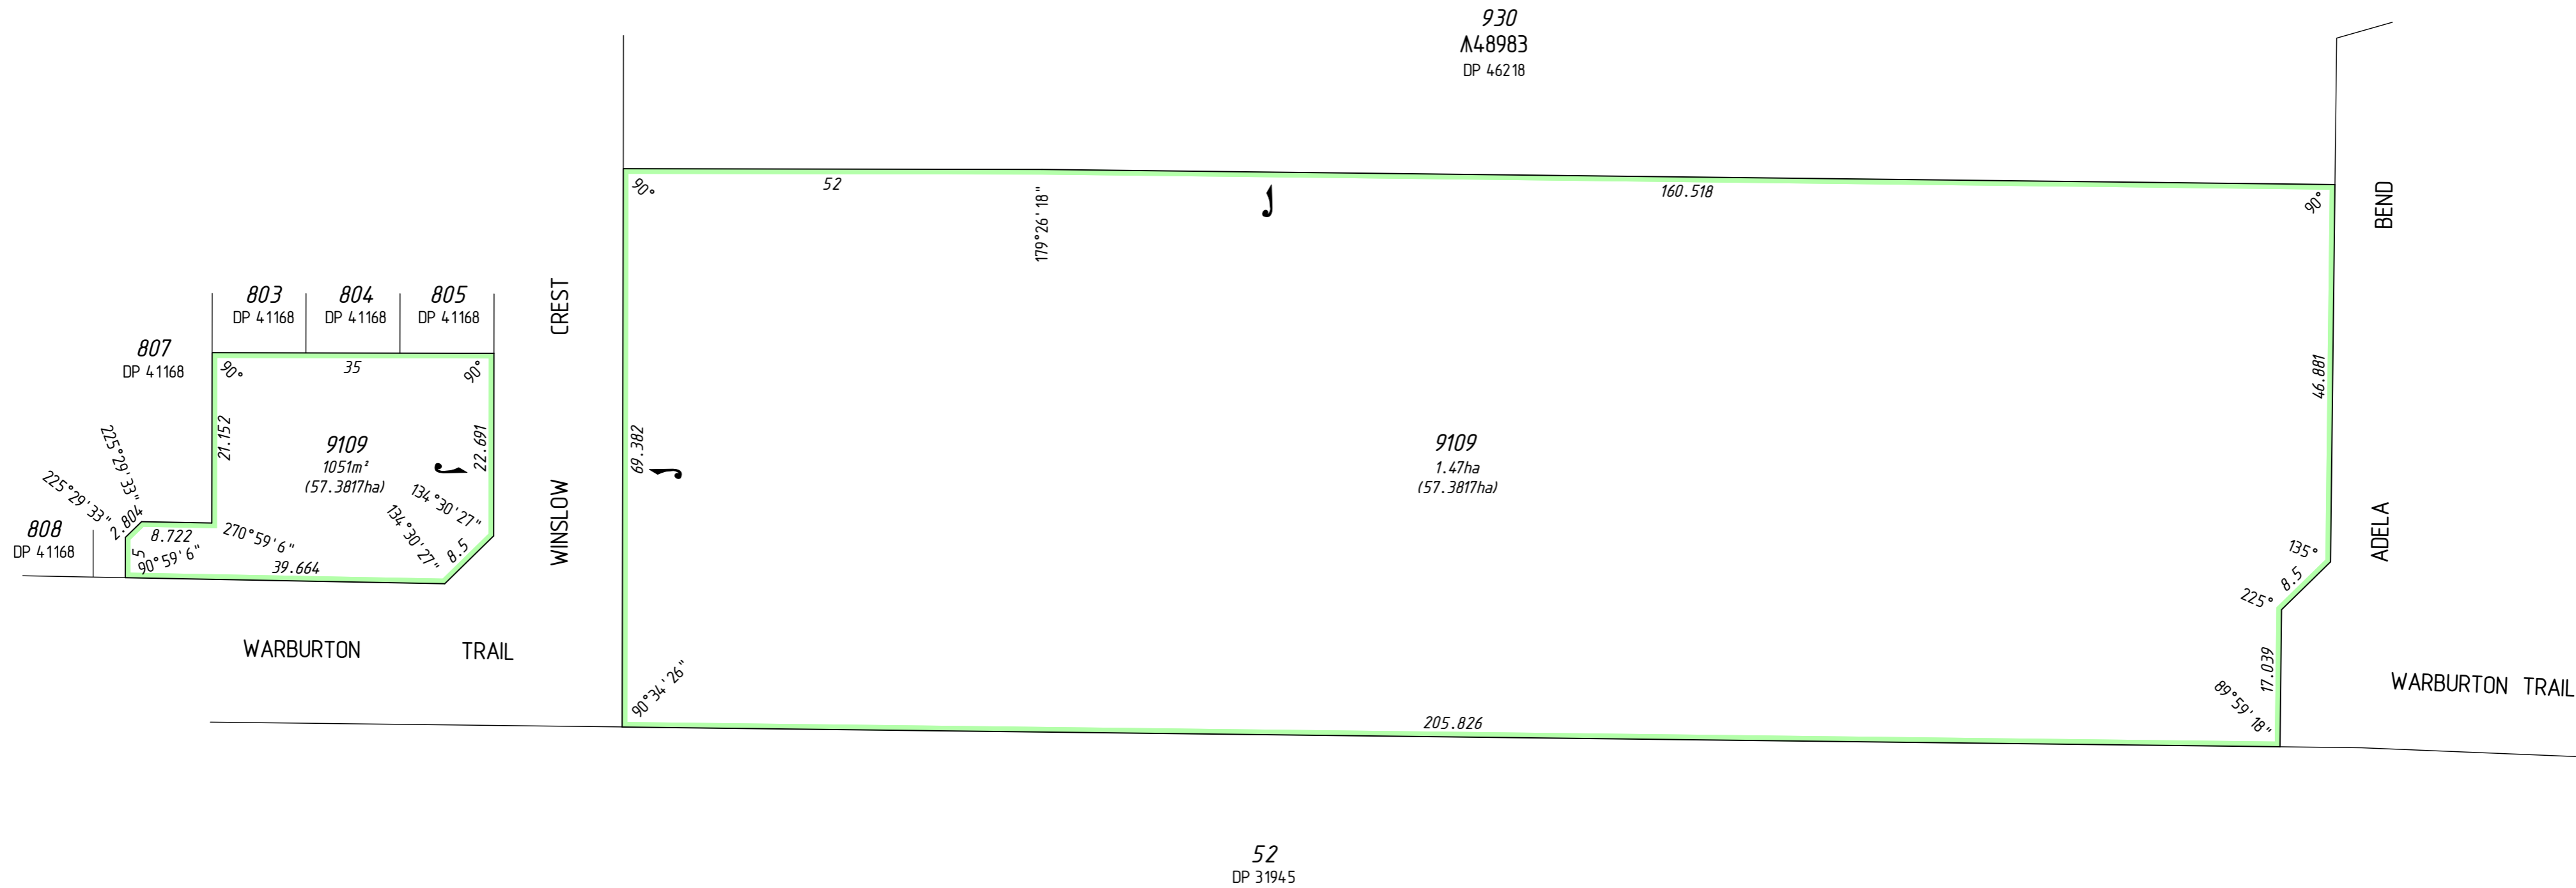 930
48983
DP 46218
90°
52
179°26'18"
160.518
90°
BEND
803
DP 41168
804
DP 41168
805
DP 41168
CREST
807
DP 41168
90°
35
90°
46.881
21.152
9109
1051m²
(57.3817ha)
22.691
69.382
9109
1.47ha
(57.3817ha)
225°29'33"
225°29'33"
2.804
134°30'27"
134°30'27"
8.5
WINSLOW
ADELA
808
DP 41168
8.722
270°59'6"
5
90°59'6"
39.664
135°
8.5
225°
WARBURTON TRAIL
90°34'26"
17.039
89°59'18"
WARBURTON TRAIL
205.826
52
DP 31945